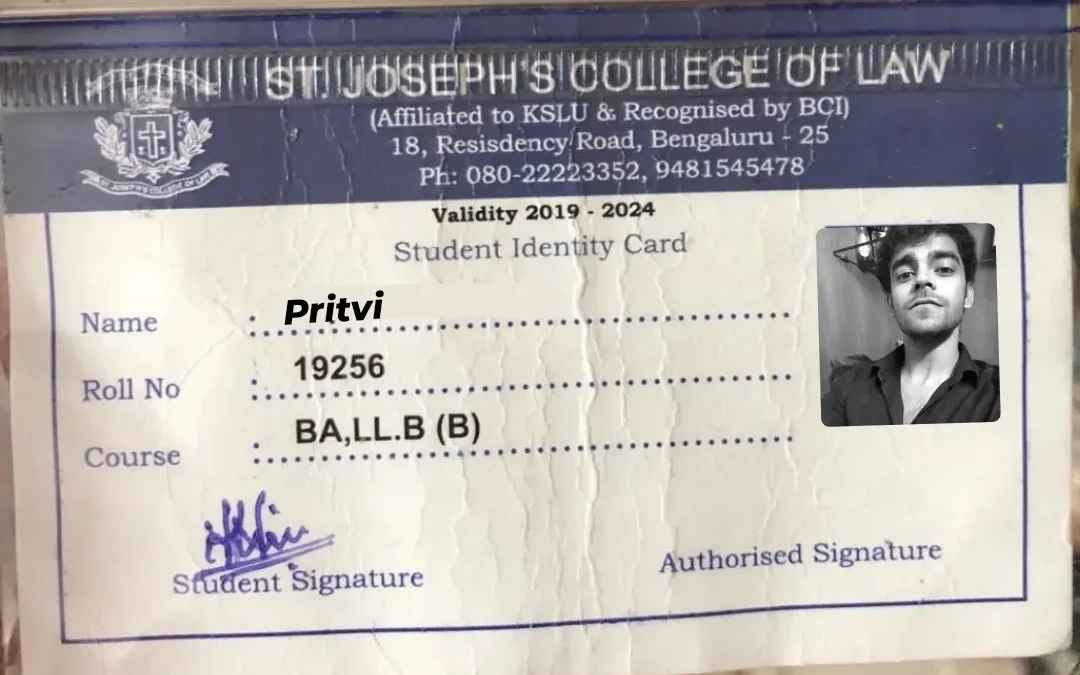 ST. JOSEPH'S COLLEGE OF LAW
(Affiliated to KSLU & Recognised by BCI)
18, Resisdency Road, Bengaluru - 25
Ph: 080-22223352, 9481545478
ST. JOSEPH'S COLLEGE OF LAW
Validity 2019 - 2024
Student Identity Card
Name : Pritvi
Roll No : 19256
Course : BA,LL.B (B)
Student Signature
Authorised Signature